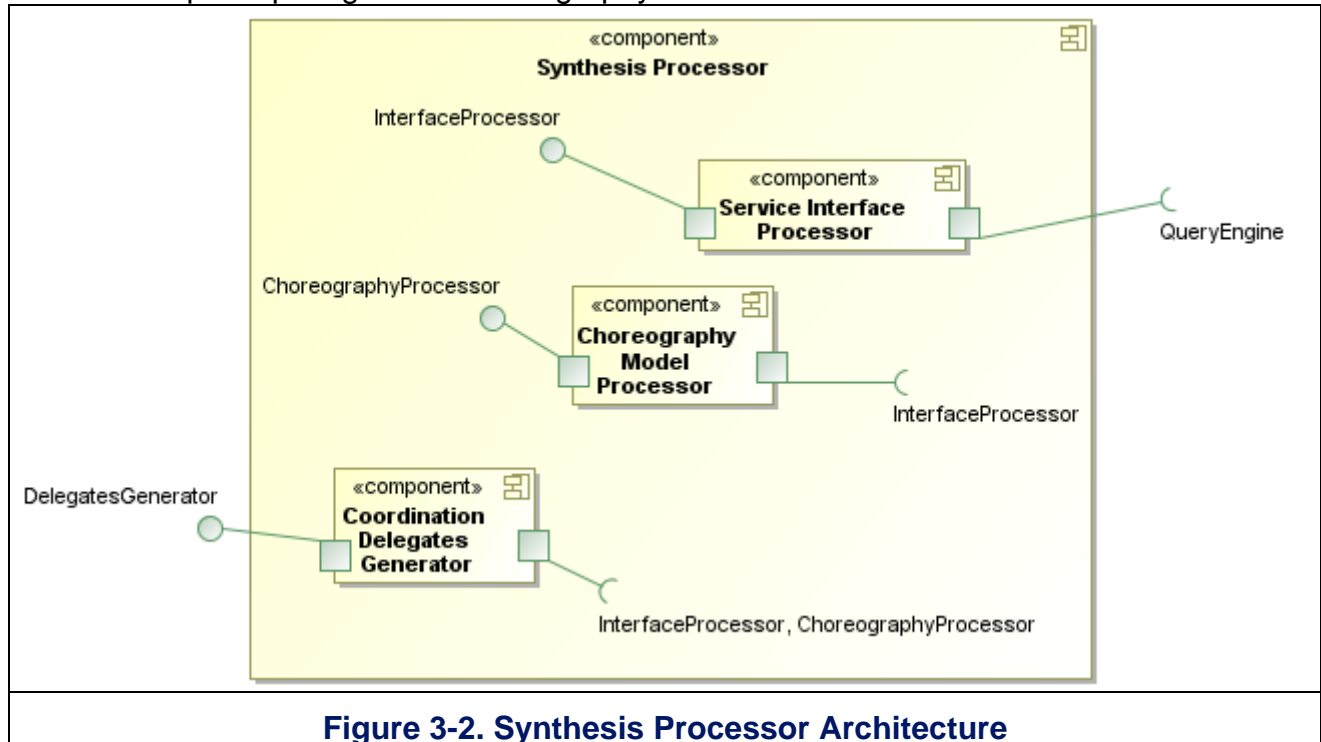 «component»
Synthesis Processor
InterfaceProcessor
«component»
Service Interface
Processor
QueryEngine
ChoreographyProcessor
«component»
Choreography
Model
Processor
InterfaceProcessor
DelegatesGenerator
«component»
Coordination
Delegates
Generator
InterfaceProcessor, ChoreographyProcessor
Figure 3-2. Synthesis Processor Architecture